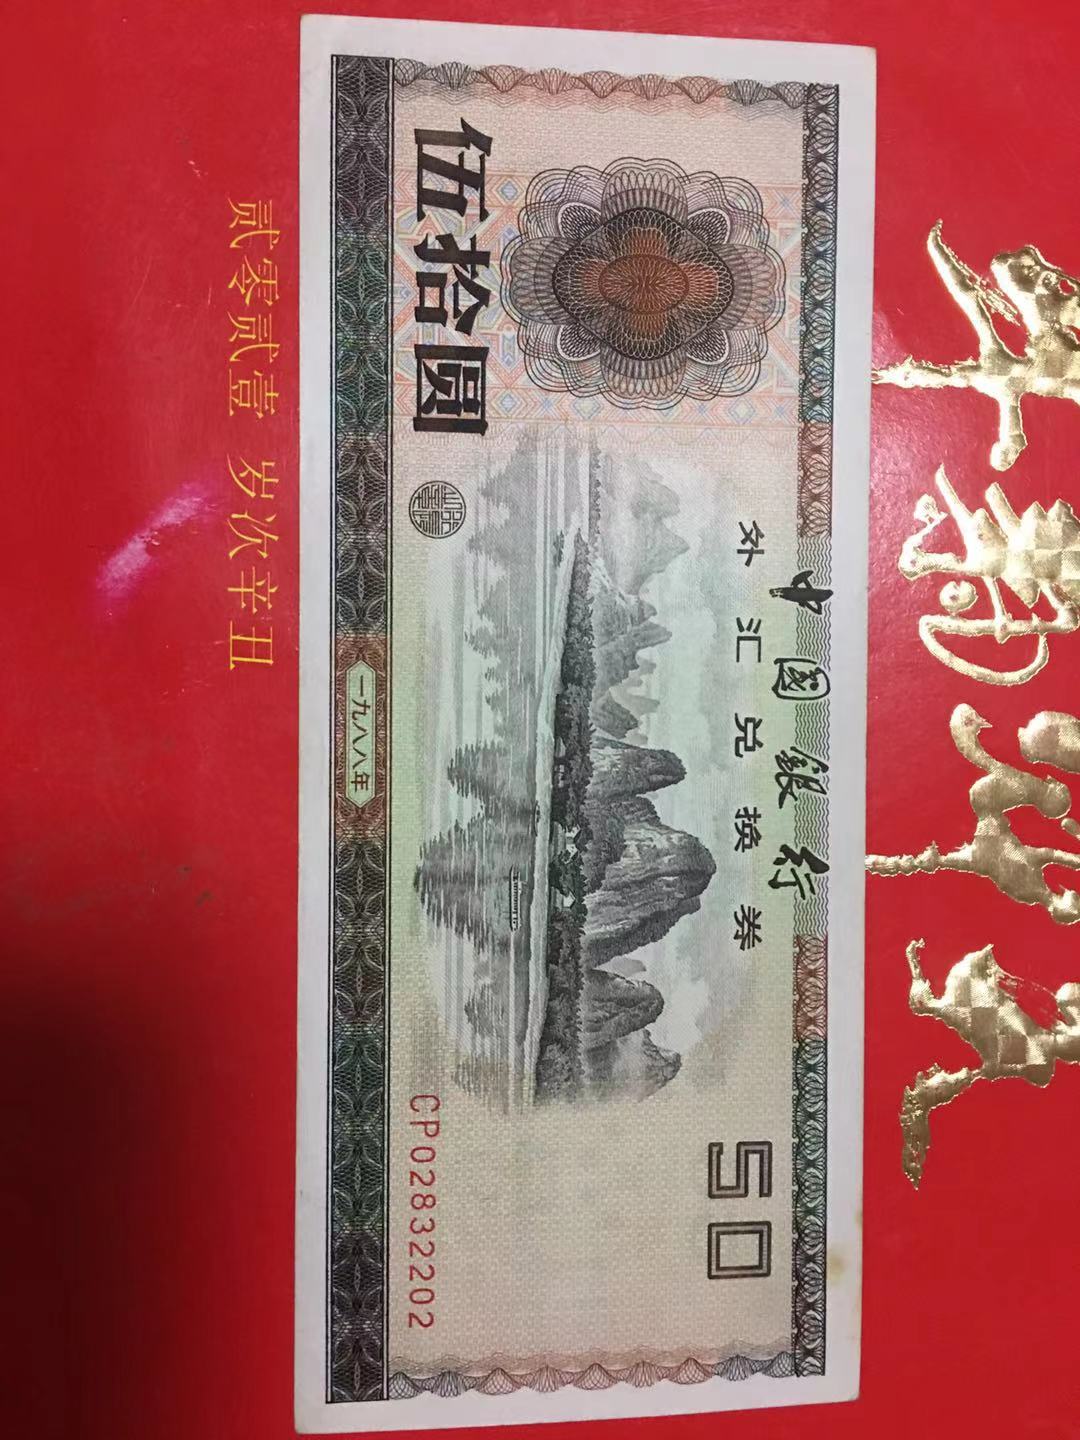 中國銀行
外汇兑换券
伍拾圆
50
一九八八年
CP02832202
贰零贰壹 岁次辛丑